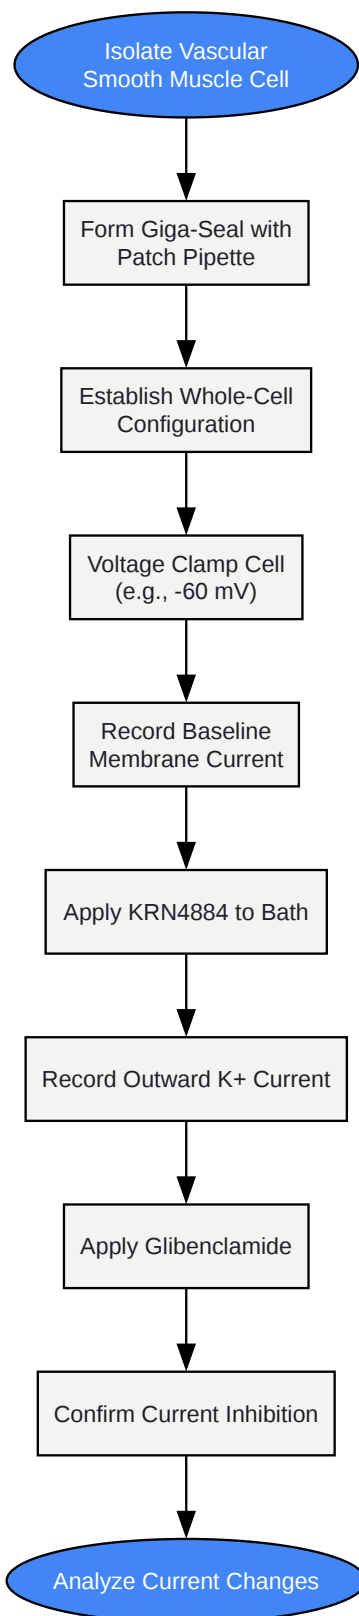 Isolate Vascular
Smooth Muscle Cell
Form Giga-Seal with
Patch Pipette
Establish Whole-Cell
Configuration
Voltage Clamp Cell
(e.g., -60 mV)
Record Baseline
Membrane Current
Apply KRN4884 to Bath
Record Outward K+ Current
Apply Glibenclamide
Confirm Current Inhibition
Analyze Current Changes